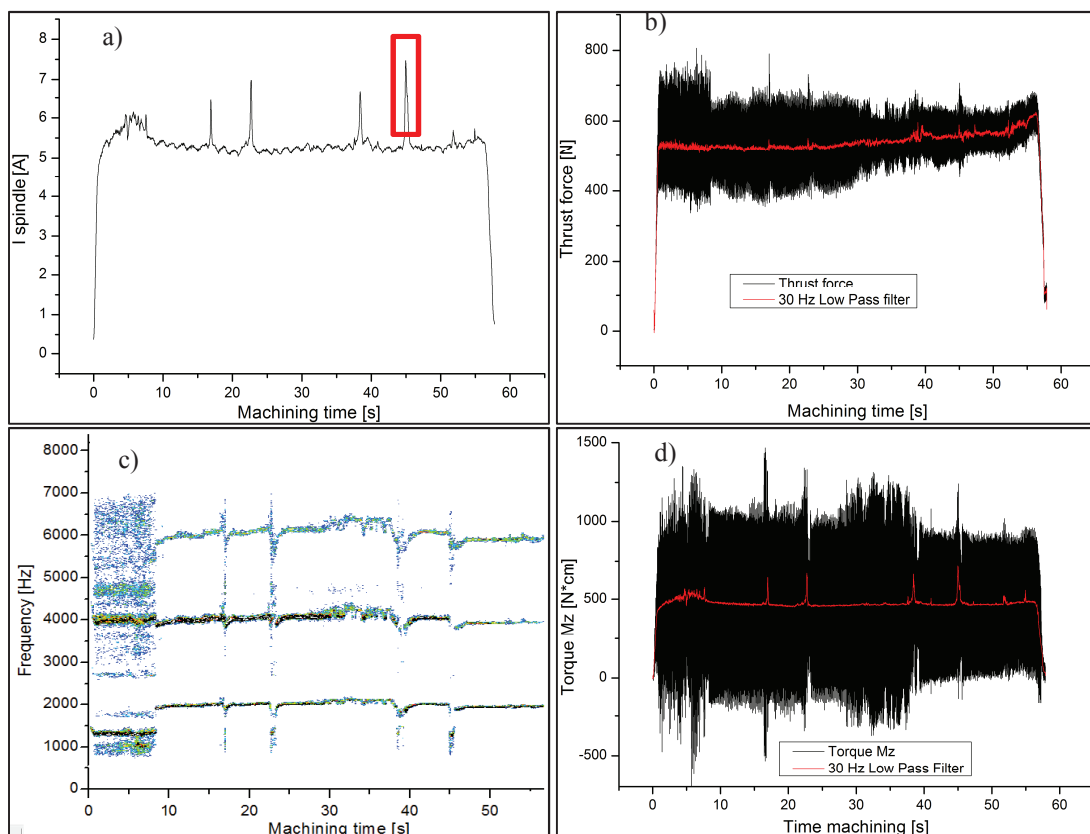 a)
I spindle [A]
8
7
6
5
4
3
2
1
0
0 10 20 30 40 50 60
Machining time [s]
b)
Thrust force [N]
800
600
400
200
0
Thrust force
30 Hz Low Pass filter
0 10 20 30 40 50 60
Machining time [s]
c)
Frequency [Hz]
8000
7000
6000
5000
4000
3000
2000
1000
0
0 10 20 30 40 50
Machining time [s]
d)
Torque Mz [N*cm]
1500
1000
500
0
-500
Torque Mz
30 Hz Low Pass Filter
0 10 20 30 40 50 60
Time machining [s]